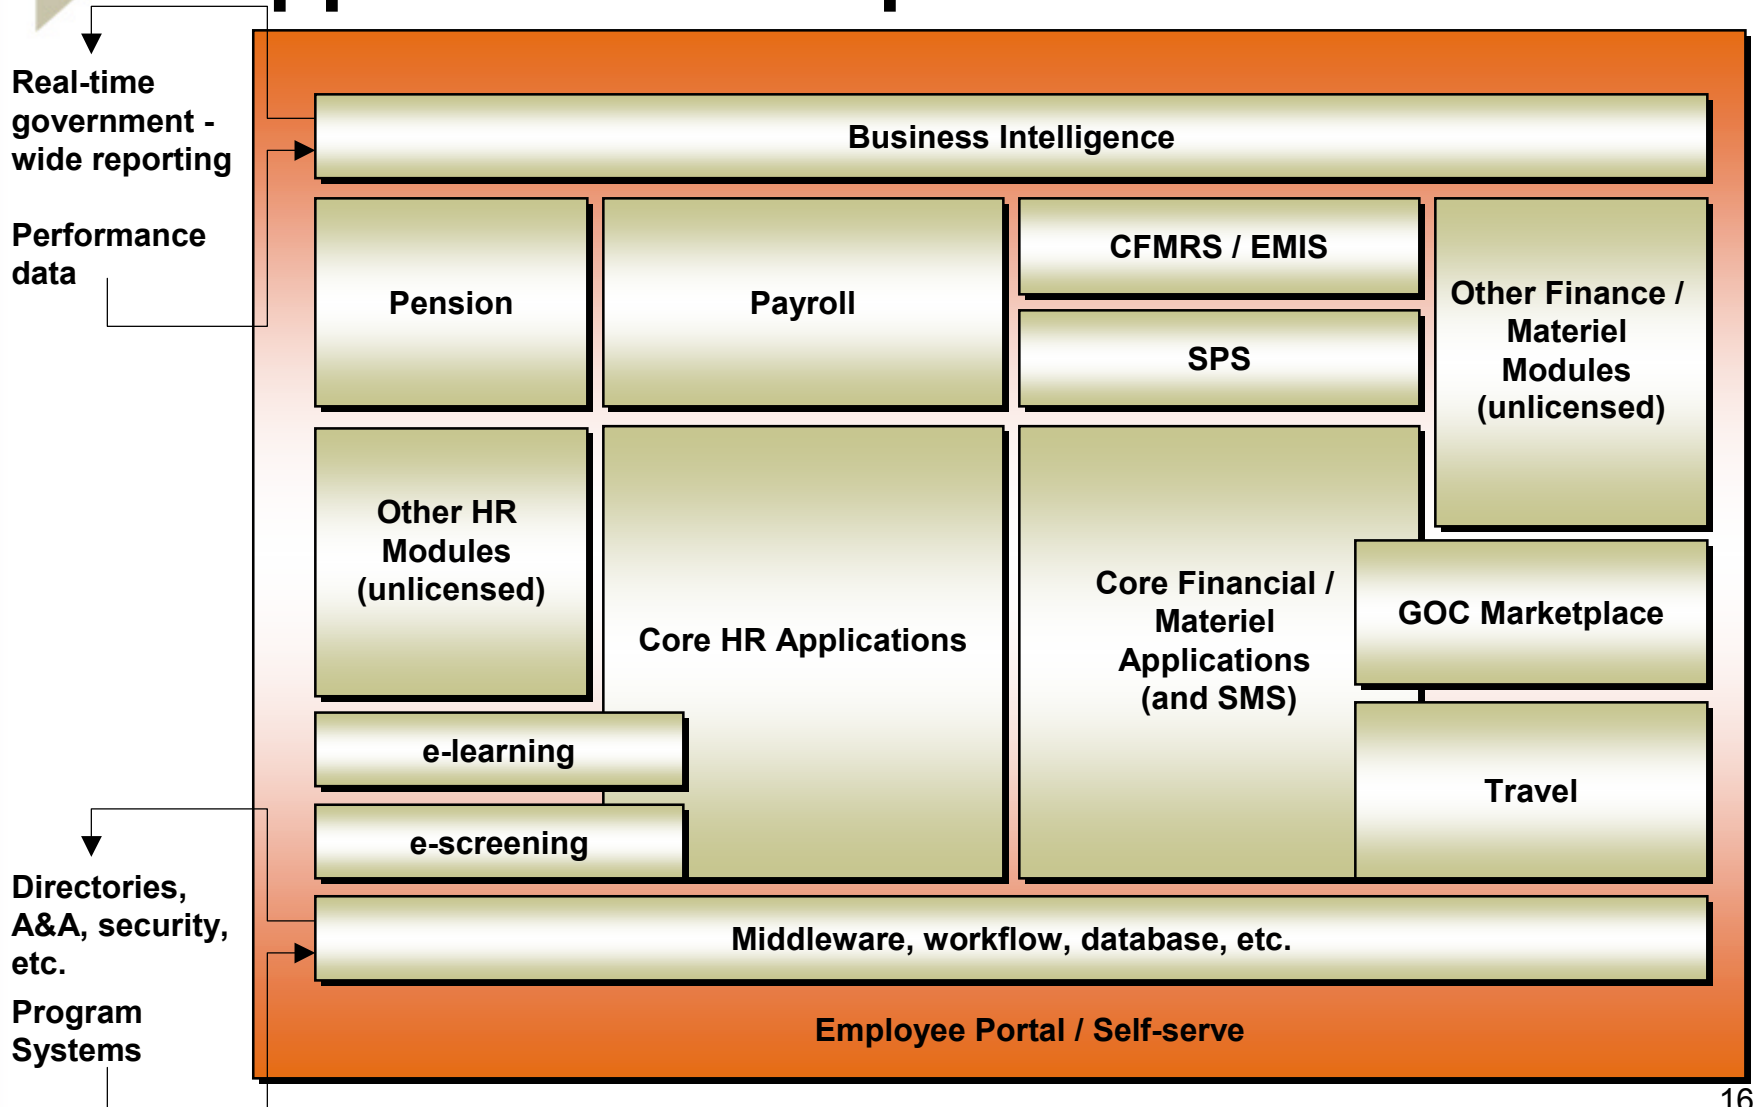 Real-time
government -
wide reporting
Performance
data
Business Intelligence
Pension
Payroll
CFMRS / EMIS
SPS
Other Finance /
Materiel
Modules
(unlicensed)
Other HR
Modules
(unlicensed)
Core HR Applications
Core Financial /
Materiel
Applications
(and SMS)
GOC Marketplace
e-learning
Travel
e-screening
Directories,
A&A, security,
etc.
Middleware, workflow, database, etc.
Program
Systems
Employee Portal / Self-serve
16